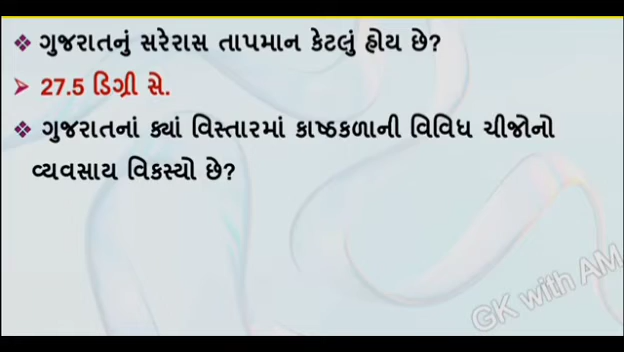 ❖ ગુજરાતનું સરેરાસ તાપમાન કેટલું હોય છે?
➤ 27.5 ડિગ્રી સે.
❖ ગુજરાતનાં ક્યાં વિસ્તારમાં કાષ્ઠકળાની વિવિધ ચીજોનો
વ્યવસાય વિકસ્યો છે?
GK with AM